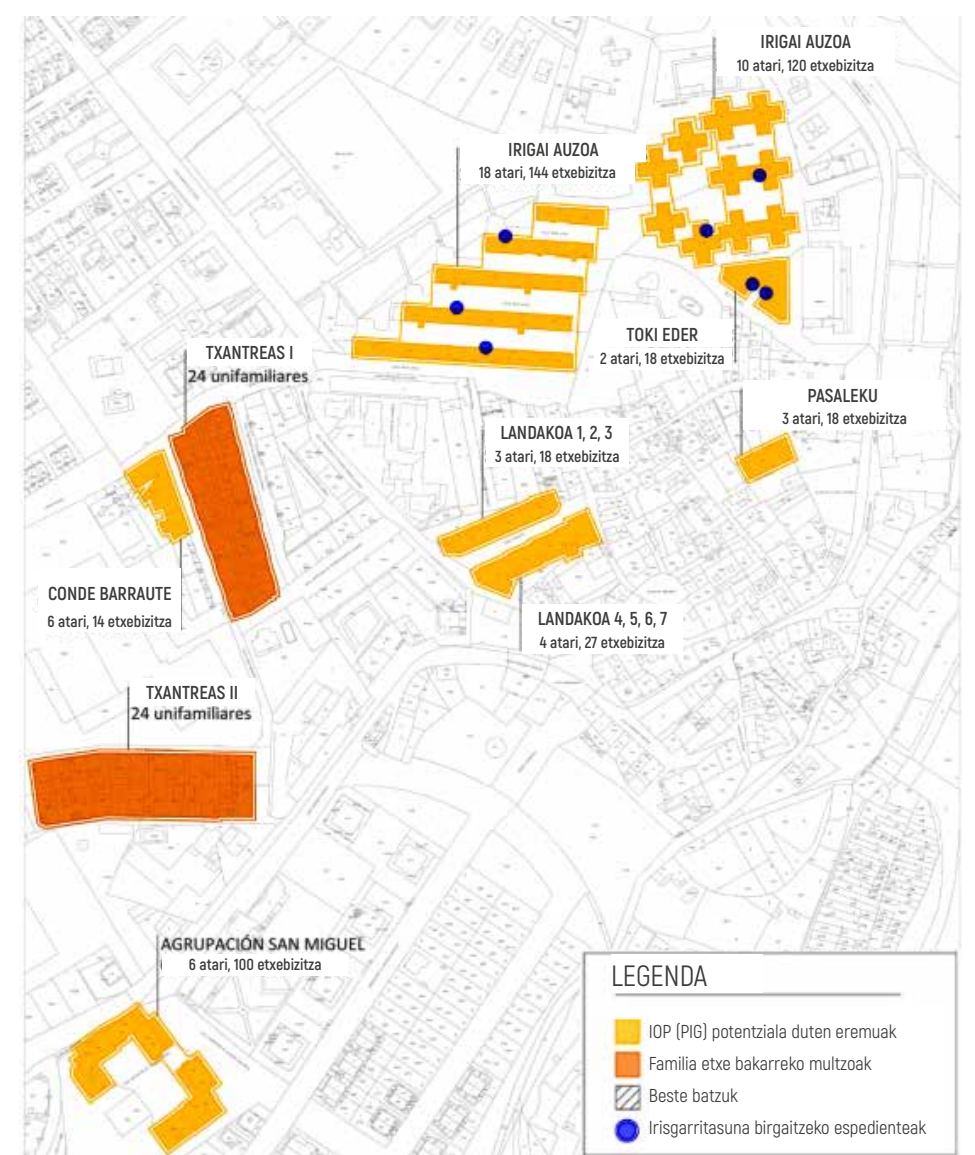 IRIGAI AUZOA
10 atari, 120 etxebizitza
IRIGAI AUZOA
18 atari, 144 etxebizitza
TOKI EDER
2 atari, 18 etxebizitza
TXANTREAS I
24 unifamiliares
PASALEKU
3 atari, 18 etxebizitza
LANDAKOA 1, 2, 3
3 atari, 18 etxebizitza
CONDE BARRAUTE
6 atari, 14 etxebizitza
LANDAKOA 4, 5, 6, 7
4 atari, 27 etxebizitza
TXANTREAS II
24 unifamiliares
AGRUPACIÓN SAN MIGUEL
6 atari, 100 etxebizitza
LEGENDA
IOP (PIG) potentziala duten eremuak
Familia etxe bakarreko multzoak
Beste batzuk
Irisgarritasuna birgaitzeko espedienteak